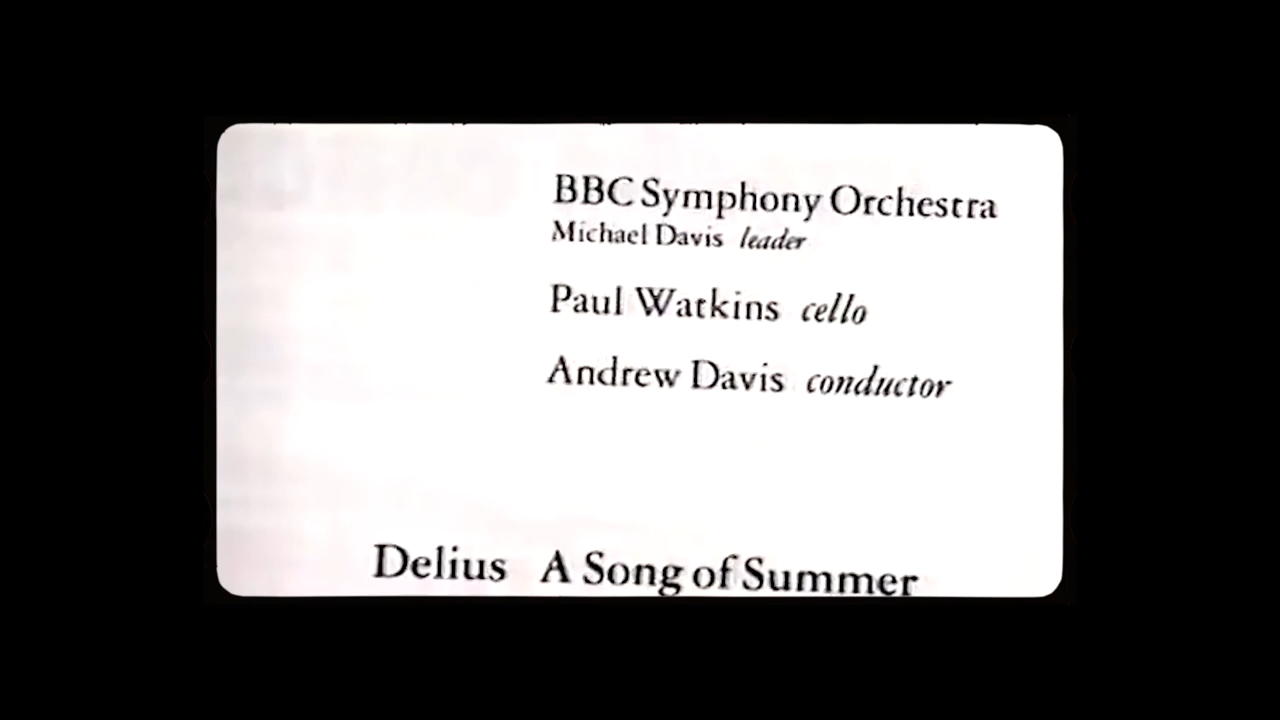 BBC Symphony Orchestra
Michael Davis leader
Paul Watkins cello
Andrew Davis conductor
Delius A Song of Summer